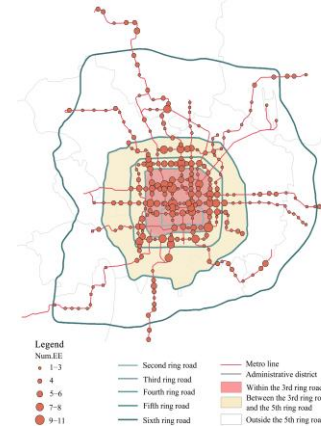 Legend
Num.EE
1−3
4
5−6
7−8
9−11
Second ring road
Third ring road
Fourth ring road
Fifth ring road
Sixth ring road
Metro line
Administrative district
Within the 3rd ring road
Between the 3rd ring road
and the 5th ring road
Outside the 5th ring road